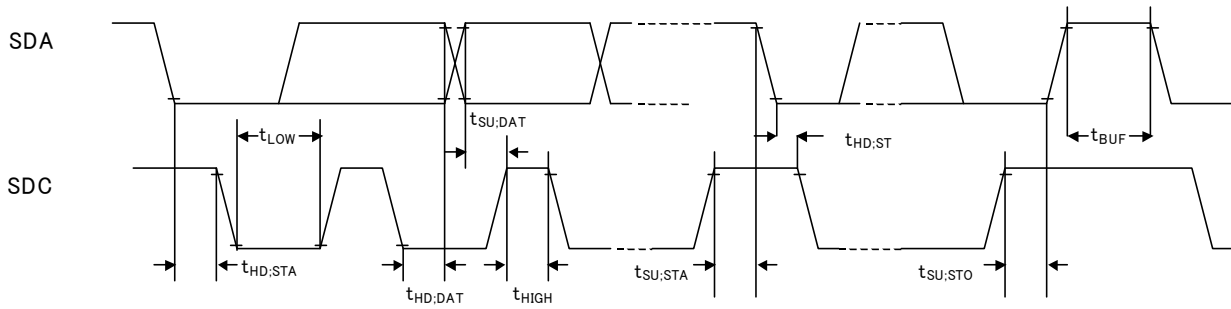 SDA
tSU;DAT
tLOW
tHD;ST
tBUF
SDC
tHD;STA
tHD;DAT
tHIGH
tSU;STA
tSU;STO